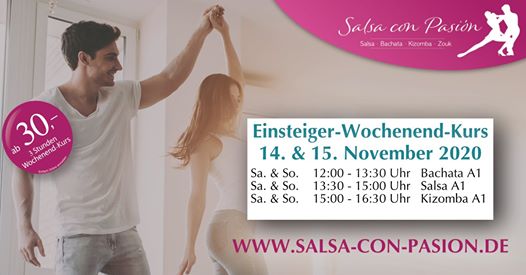 Salsa con Pasión
Salsa · Bachata · Kizomba · Zouk
ab 30,-
3 Stunden
Wochenend-Kurs
Einsteiger-Wochenend-Kurs
14. & 15. November 2020
Sa. & So. 12:00 - 13:30 Uhr Bachata A1
Sa. & So. 13:30 - 15:00 Uhr Salsa A1
Sa. & So. 15:00 - 16:30 Uhr Kizomba A1
WWW.SALSA-CON-PASION.DE